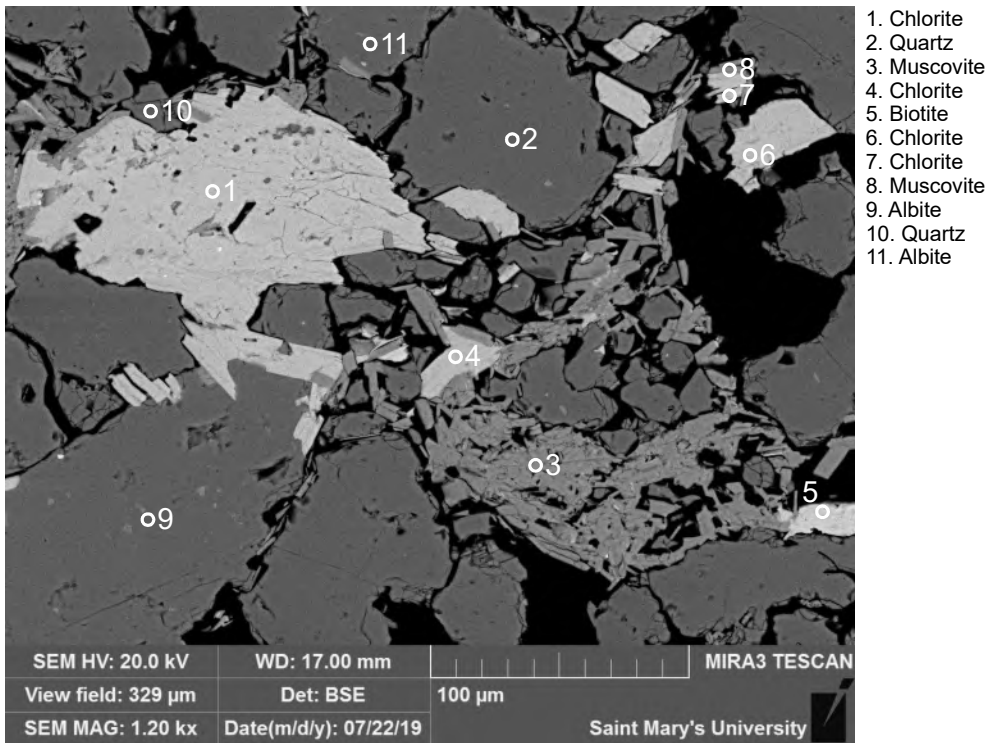 1. Chlorite
2. Quartz
3. Muscovite
4. Chlorite
5. Biotite
6. Chlorite
7. Chlorite
8. Muscovite
9. Albite
10. Quartz
11. Albite
11
8
7
10
2
6
1
4
3
5
9
SEM HV: 20.0 kV WD: 17.00 mm MIRA3 TESCAN
View field: 329 µm Det: BSE 100 µm
SEM MAG: 1.20 kx Date(m/d/y): 07/22/19 Saint Mary's University